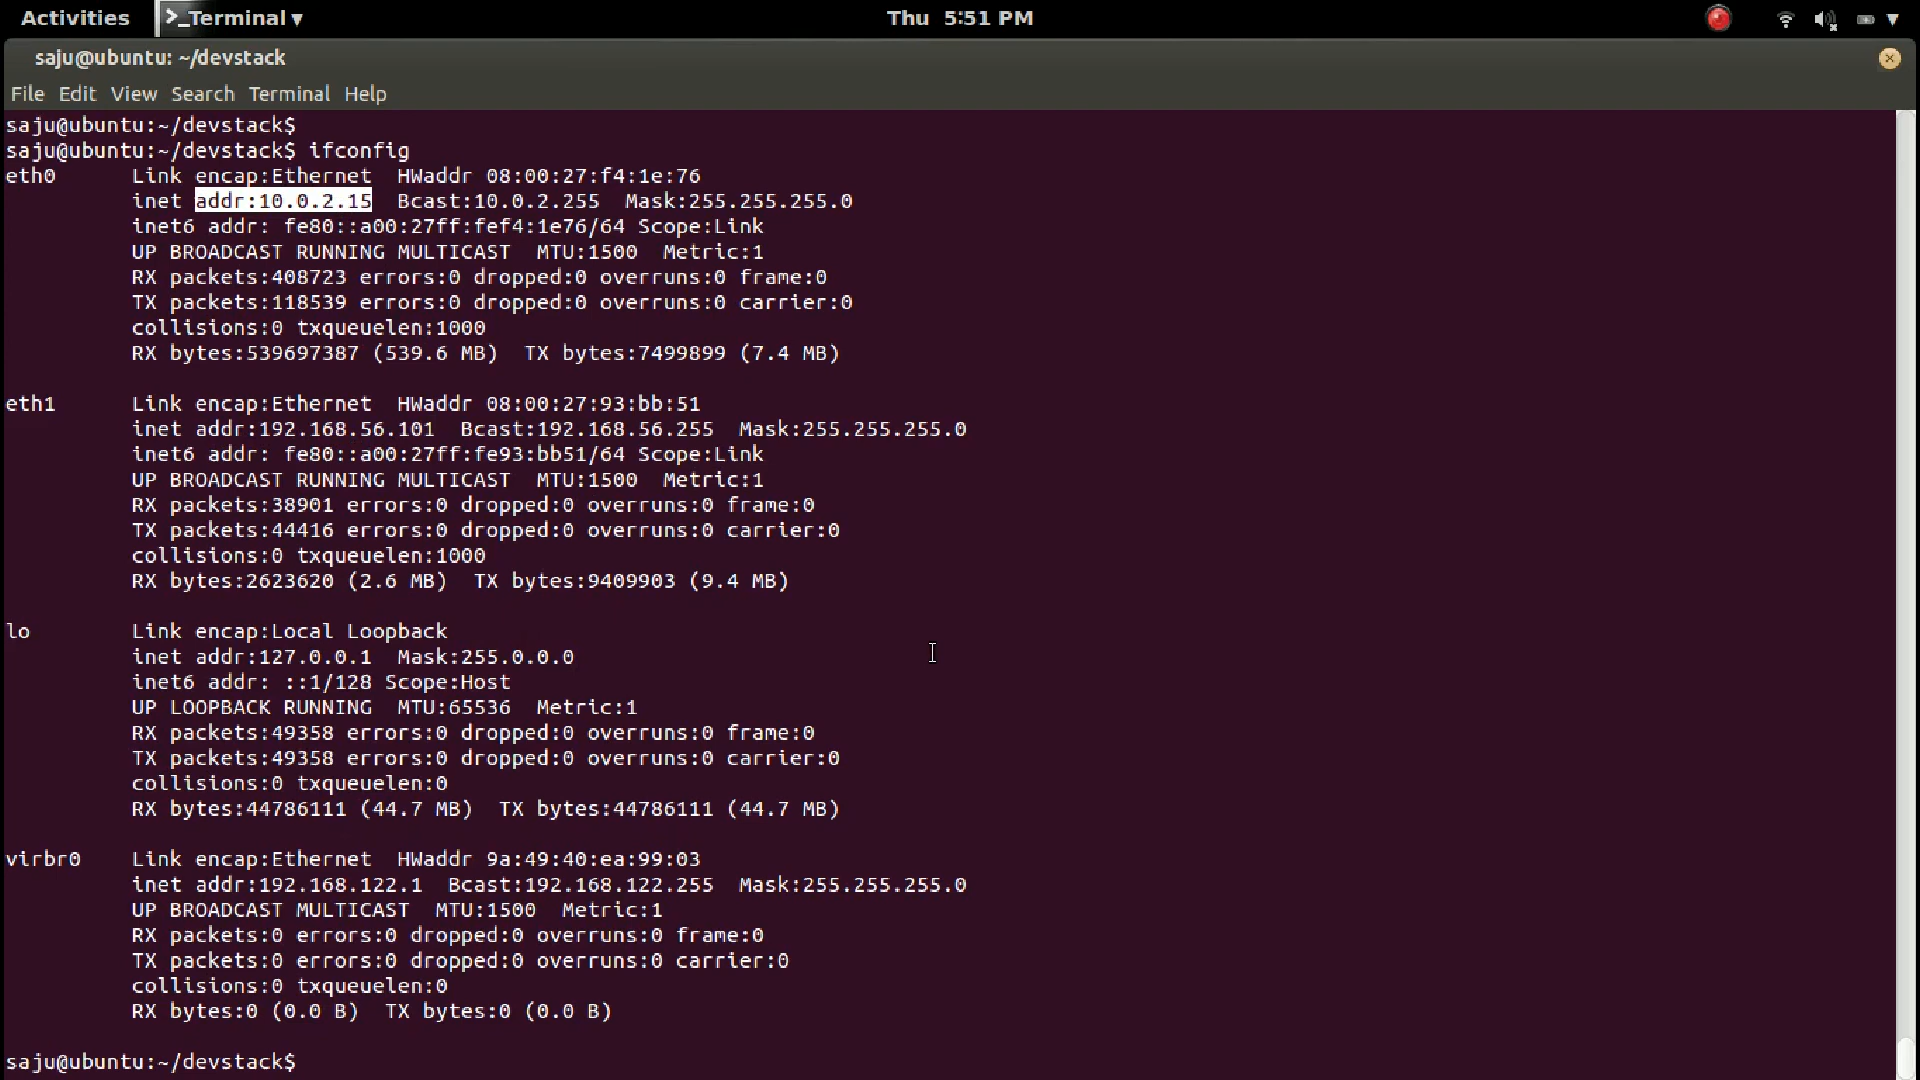 Activities >_Terminal ▾ Thu 5:51 PM
saju@ubuntu: ~/devstack
File Edit View Search Terminal Help
saju@ubuntu:~/devstack$
saju@ubuntu:~/devstack$ ifconfig
eth0      Link encap:Ethernet  HWaddr 08:00:27:f4:1e:76
          inet addr:10.0.2.15  Bcast:10.0.2.255  Mask:255.255.255.0
          inet6 addr: fe80::a00:27ff:fef4:1e76/64 Scope:Link
          UP BROADCAST RUNNING MULTICAST  MTU:1500  Metric:1
          RX packets:408723 errors:0 dropped:0 overruns:0 frame:0
          TX packets:118539 errors:0 dropped:0 overruns:0 carrier:0
          collisions:0 txqueuelen:1000
          RX bytes:539697387 (539.6 MB)  TX bytes:7499899 (7.4 MB)

eth1      Link encap:Ethernet  HWaddr 08:00:27:93:bb:51
          inet addr:192.168.56.101  Bcast:192.168.56.255  Mask:255.255.255.0
          inet6 addr: fe80::a00:27ff:fe93:bb51/64 Scope:Link
          UP BROADCAST RUNNING MULTICAST  MTU:1500  Metric:1
          RX packets:38901 errors:0 dropped:0 overruns:0 frame:0
          TX packets:44416 errors:0 dropped:0 overruns:0 carrier:0
          collisions:0 txqueuelen:1000
          RX bytes:2623620 (2.6 MB)  TX bytes:9409903 (9.4 MB)

lo        Link encap:Local Loopback
          inet addr:127.0.0.1  Mask:255.0.0.0
          inet6 addr: ::1/128 Scope:Host
          UP LOOPBACK RUNNING  MTU:65536  Metric:1
          RX packets:49358 errors:0 dropped:0 overruns:0 frame:0
          TX packets:49358 errors:0 dropped:0 overruns:0 carrier:0
          collisions:0 txqueuelen:0
          RX bytes:44786111 (44.7 MB)  TX bytes:44786111 (44.7 MB)

virbr0    Link encap:Ethernet  HWaddr 9a:49:40:ea:99:03
          inet addr:192.168.122.1  Bcast:192.168.122.255  Mask:255.255.255.0
          UP BROADCAST MULTICAST  MTU:1500  Metric:1
          RX packets:0 errors:0 dropped:0 overruns:0 frame:0
          TX packets:0 errors:0 dropped:0 overruns:0 carrier:0
          collisions:0 txqueuelen:0
          RX bytes:0 (0.0 B)  TX bytes:0 (0.0 B)

saju@ubuntu:~/devstack$